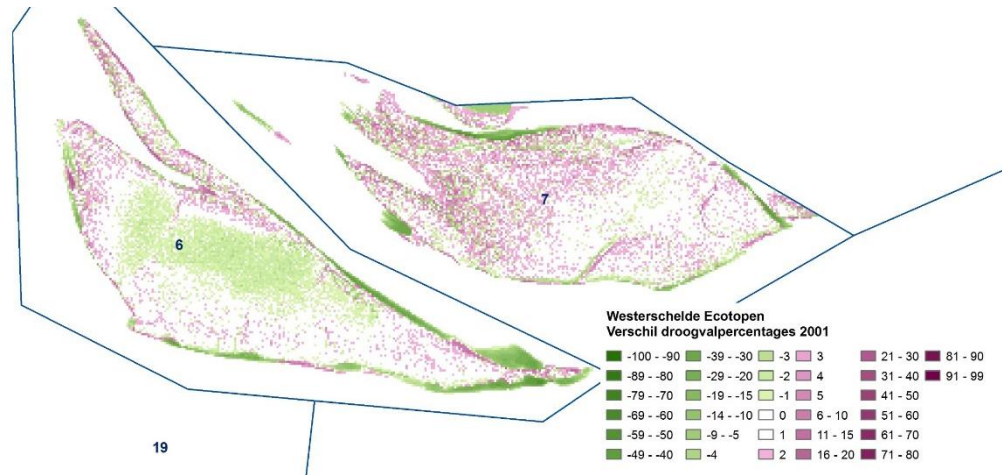 7
6
Westerschelde Ecotopen
Verschil droogvalpercentages 2001
-100 - -90 -39 - -30 -3 3 21 - 30 81 - 90
-89 - -80 -29 - -20 -2 4 31 - 40 91 - 99
-79 - -70 -19 - -15 -1 5 41 - 50
-69 - -60 -14 - -10 0 6 - 10 51 - 60
-59 - -50 -9 - -5 1 11 - 15 61 - 70
-49 - -40 -4 2 16 - 20 71 - 80
19